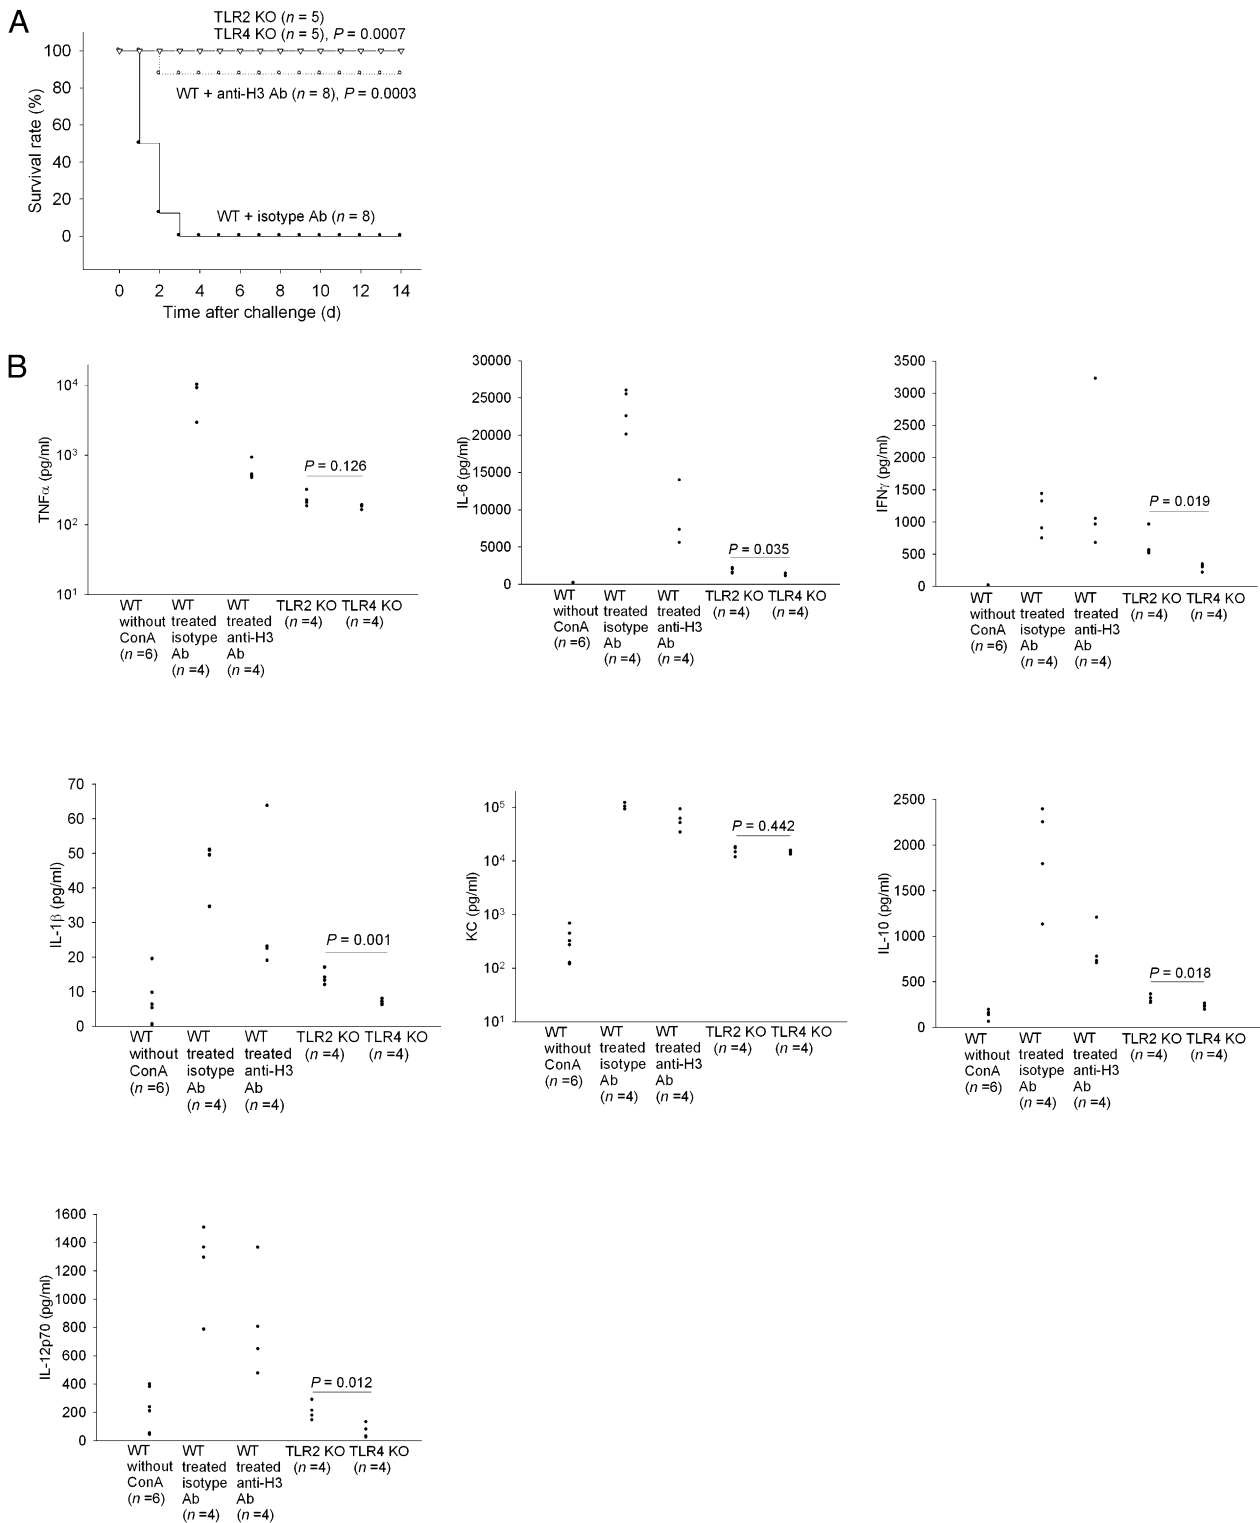 A
TLR2 KO (n = 5)
TLR4 KO (n = 5), P = 0.0007
WT + anti-H3 Ab (n = 8), P = 0.0003
WT + isotype Ab (n = 8)
Survival rate (%)
100
80
60
40
20
0
0 2 4 6 8 10 12 14
Time after challenge (d)
B
TNFα (pg/ml)
10⁴
10³
10²
10¹
P = 0.126
WT without ConA (n =6)
WT treated isotype Ab (n =4)
WT treated anti-H3 Ab (n =4)
TLR2 KO (n =4)
TLR4 KO (n =4)
IL-6 (pg/ml)
30000
25000
20000
15000
10000
5000
0
P = 0.035
WT without ConA (n =6)
WT treated isotype Ab (n =4)
WT treated anti-H3 Ab (n =4)
TLR2 KO (n =4)
TLR4 KO (n =4)
IFNγ (pg/ml)
3500
3000
2500
2000
1500
1000
500
0
P = 0.019
WT without ConA (n =6)
WT treated isotype Ab (n =4)
WT treated anti-H3 Ab (n =4)
TLR2 KO (n =4)
TLR4 KO (n =4)
IL-1β (pg/ml)
70
60
50
40
30
20
10
0
P = 0.001
WT without ConA (n =6)
WT treated isotype Ab (n =4)
WT treated anti-H3 Ab (n =4)
TLR2 KO (n =4)
TLR4 KO (n =4)
KC (pg/ml)
10⁵
10⁴
10³
10²
10¹
P = 0.442
WT without ConA (n =6)
WT treated isotype Ab (n =4)
WT treated anti-H3 Ab (n =4)
TLR2 KO (n =4)
TLR4 KO (n =4)
IL-10 (pg/ml)
2500
2000
1500
1000
500
0
P = 0.018
WT without ConA (n =6)
WT treated isotype Ab (n =4)
WT treated anti-H3 Ab (n =4)
TLR2 KO (n =4)
TLR4 KO (n =4)
IL-12p70 (pg/ml)
1600
1400
1200
1000
800
600
400
200
0
P = 0.012
WT without ConA (n =6)
WT treated isotype Ab (n =4)
WT treated anti-H3 Ab (n =4)
TLR2 KO (n =4)
TLR4 KO (n =4)